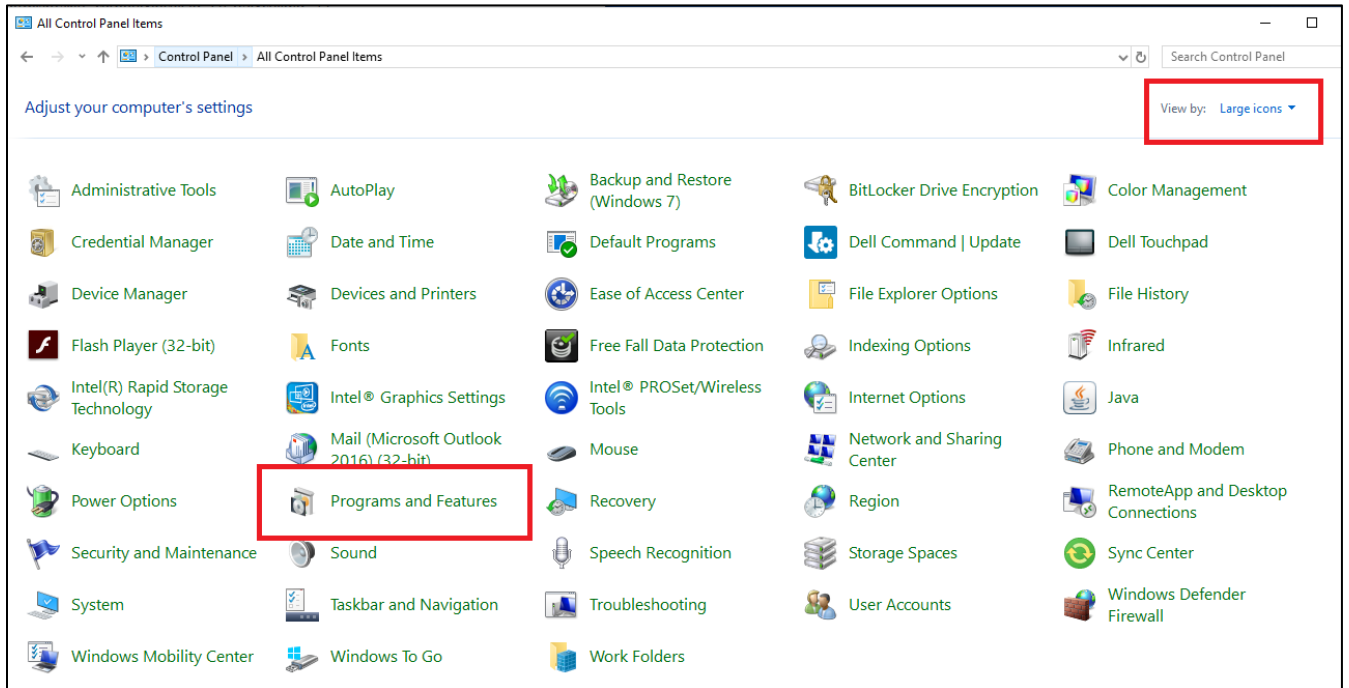 All Control Panel Items
Control Panel > All Control Panel Items
Search Control Panel
Adjust your computer's settings
View by: Large icons
Administrative Tools
AutoPlay
Backup and Restore
(Windows 7)
BitLocker Drive Encryption
Color Management
Credential Manager
Date and Time
Default Programs
Dell Command | Update
Dell Touchpad
Device Manager
Devices and Printers
Ease of Access Center
File Explorer Options
File History
Flash Player (32-bit)
Fonts
Free Fall Data Protection
Indexing Options
Infrared
Intel(R) Rapid Storage
Technology
Intel® Graphics Settings
Intel® PROSet/Wireless
Tools
Internet Options
Java
Keyboard
Mail (Microsoft Outlook
2016) (32-bit)
Mouse
Network and Sharing
Center
Phone and Modem
Power Options
Programs and Features
Recovery
Region
RemoteApp and Desktop
Connections
Security and Maintenance
Sound
Speech Recognition
Storage Spaces
Sync Center
System
Taskbar and Navigation
Troubleshooting
User Accounts
Windows Defender
Firewall
Windows Mobility Center
Windows To Go
Work Folders